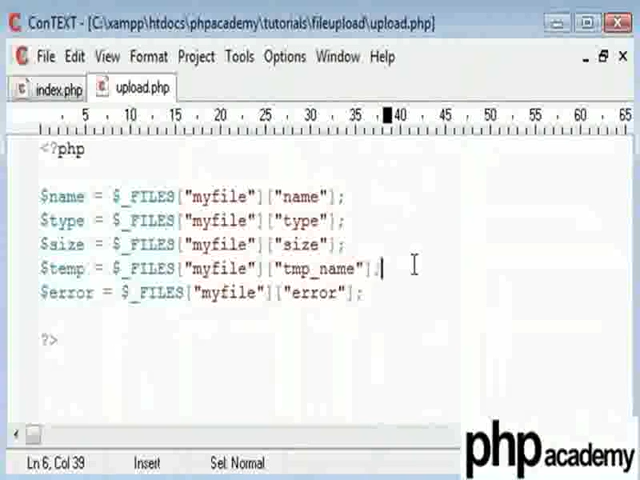 ConTEXT - [C:\xampp\htdocs\phpacademy\tutorials\fileupload\upload.php]
File Edit View Format Project Tools Options Window Help
index.php upload.php
5 10 15 20 25 30 35 40 45 50 55 60 65
<?php
$name = $_FILES["myfile"]["name"];
$type = $_FILES["myfile"]["type"];
$size = $_FILES["myfile"]["size"];
$temp = $_FILES["myfile"]["tmp_name"];
$error = $_FILES["myfile"]["error"];
?>
Ln 6, Col 39 Insert Sel: Normal
php academy